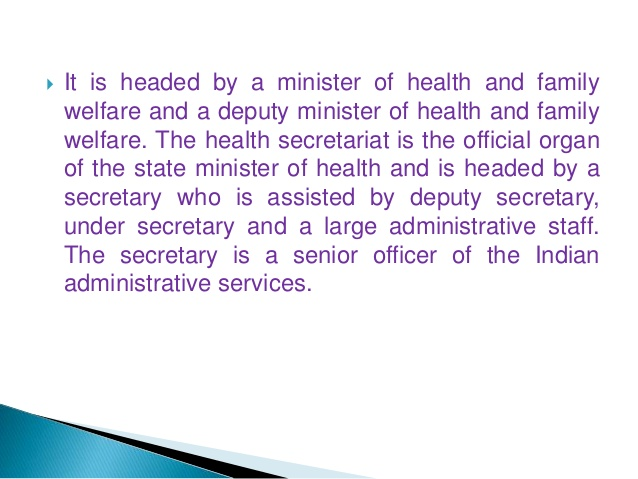 It is headed by a minister of health and family
welfare and a deputy minister of health and family
welfare. The health secretariat is the official organ
of the state minister of health and is headed by a
secretary who is assisted by deputy secretary,
under secretary and a large administrative staff.
The secretary is a senior officer of the Indian
administrative services.